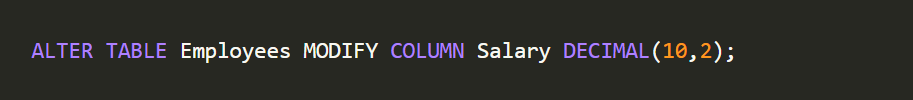 ALTER TABLE Employees MODIFY COLUMN Salary DECIMAL(10,2);